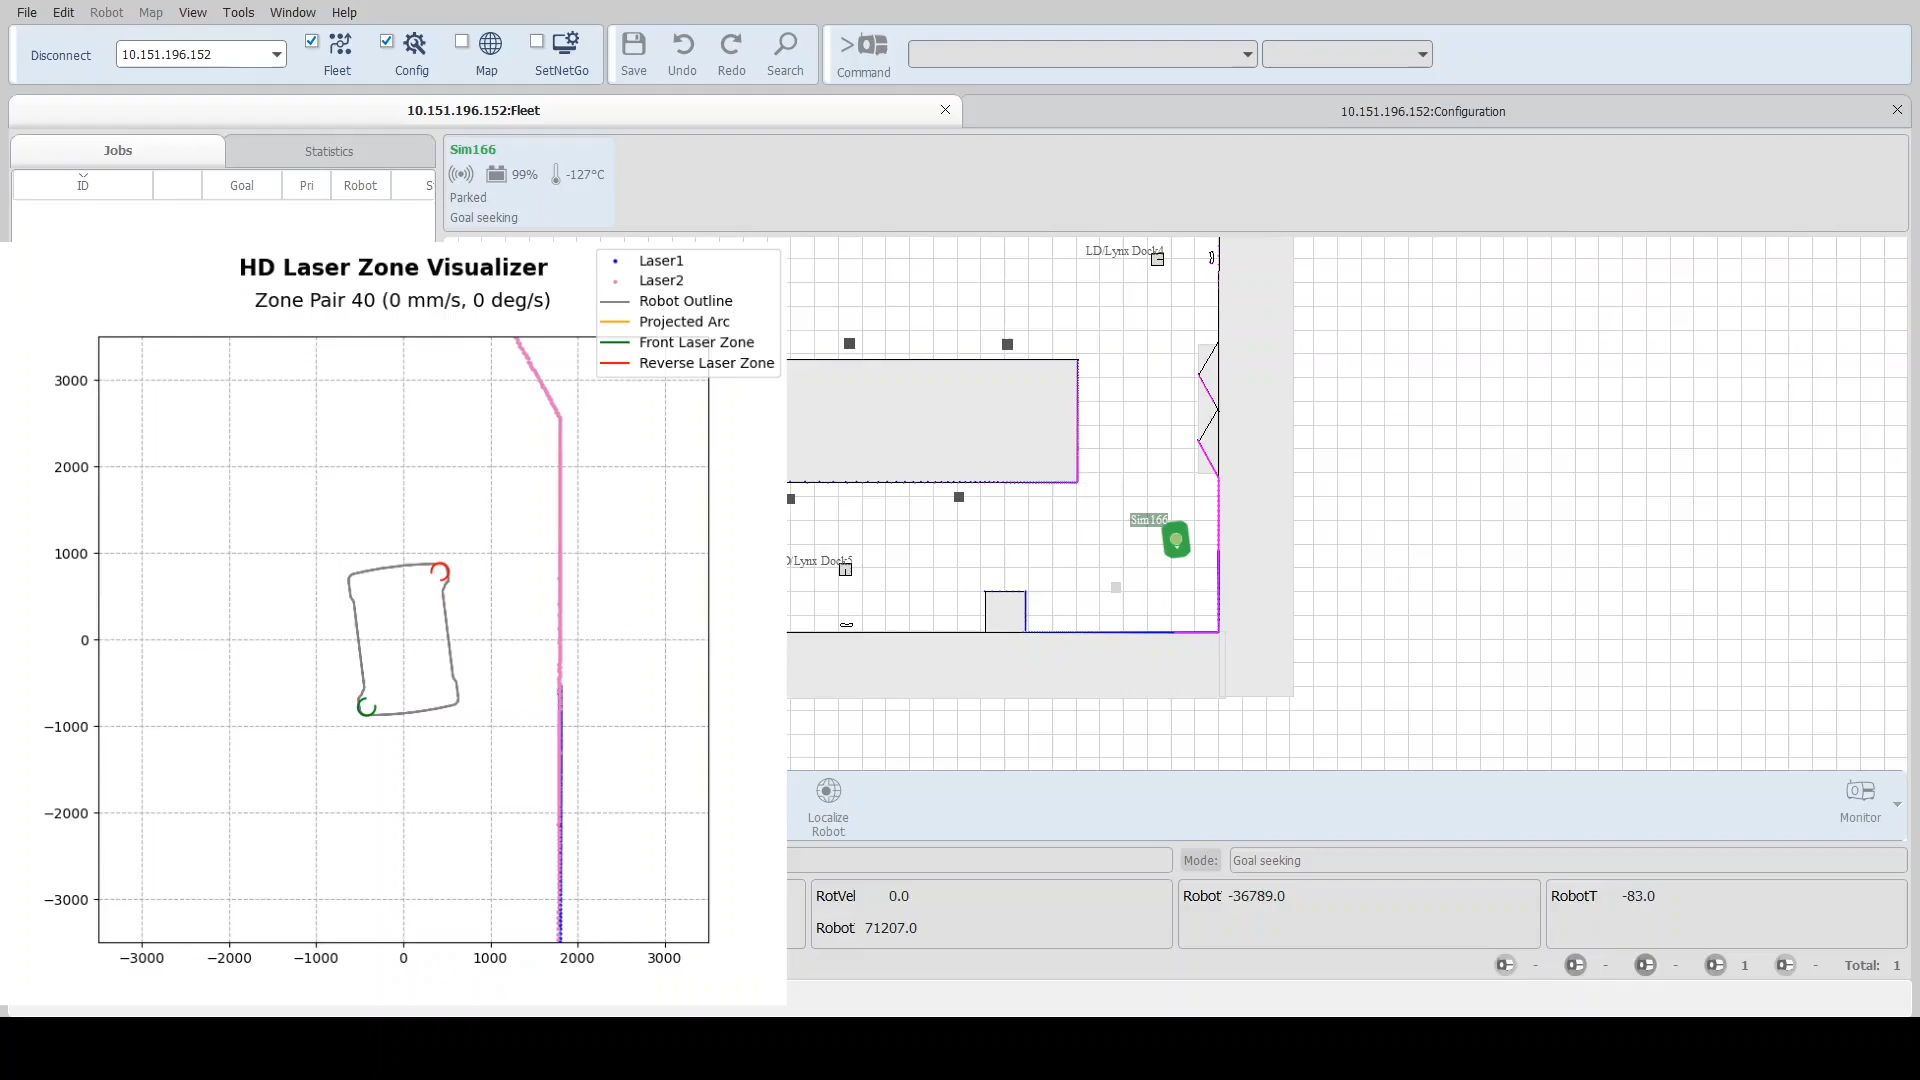 File Edit Robot Map View Tools Window Help
Disconnect 10.151.196.152 Fleet Config Map SetNetGo Save Undo Redo Search Command
10.151.196.152:Fleet 10.151.196.152:Configuration
Jobs Statistics
ID Goal Pri Robot S
Sim166
99% -127°C
Parked
Goal seeking
HD Laser Zone Visualizer
Zone Pair 40 (0 mm/s, 0 deg/s)
Laser1
Laser2
Robot Outline
Projected Arc
Front Laser Zone
Reverse Laser Zone
3000
2000
1000
0
−1000
−2000
−3000
−3000 −2000 −1000 0 1000 2000 3000
LD/Lynx Dock4
Sim166
D/Lynx Dock5
Localize
Robot
Monitor
Mode: Goal seeking
RotVel 0.0
Robot 71207.0
Robot -36789.0
RobotT -83.0
- - - 1 - Total: 1